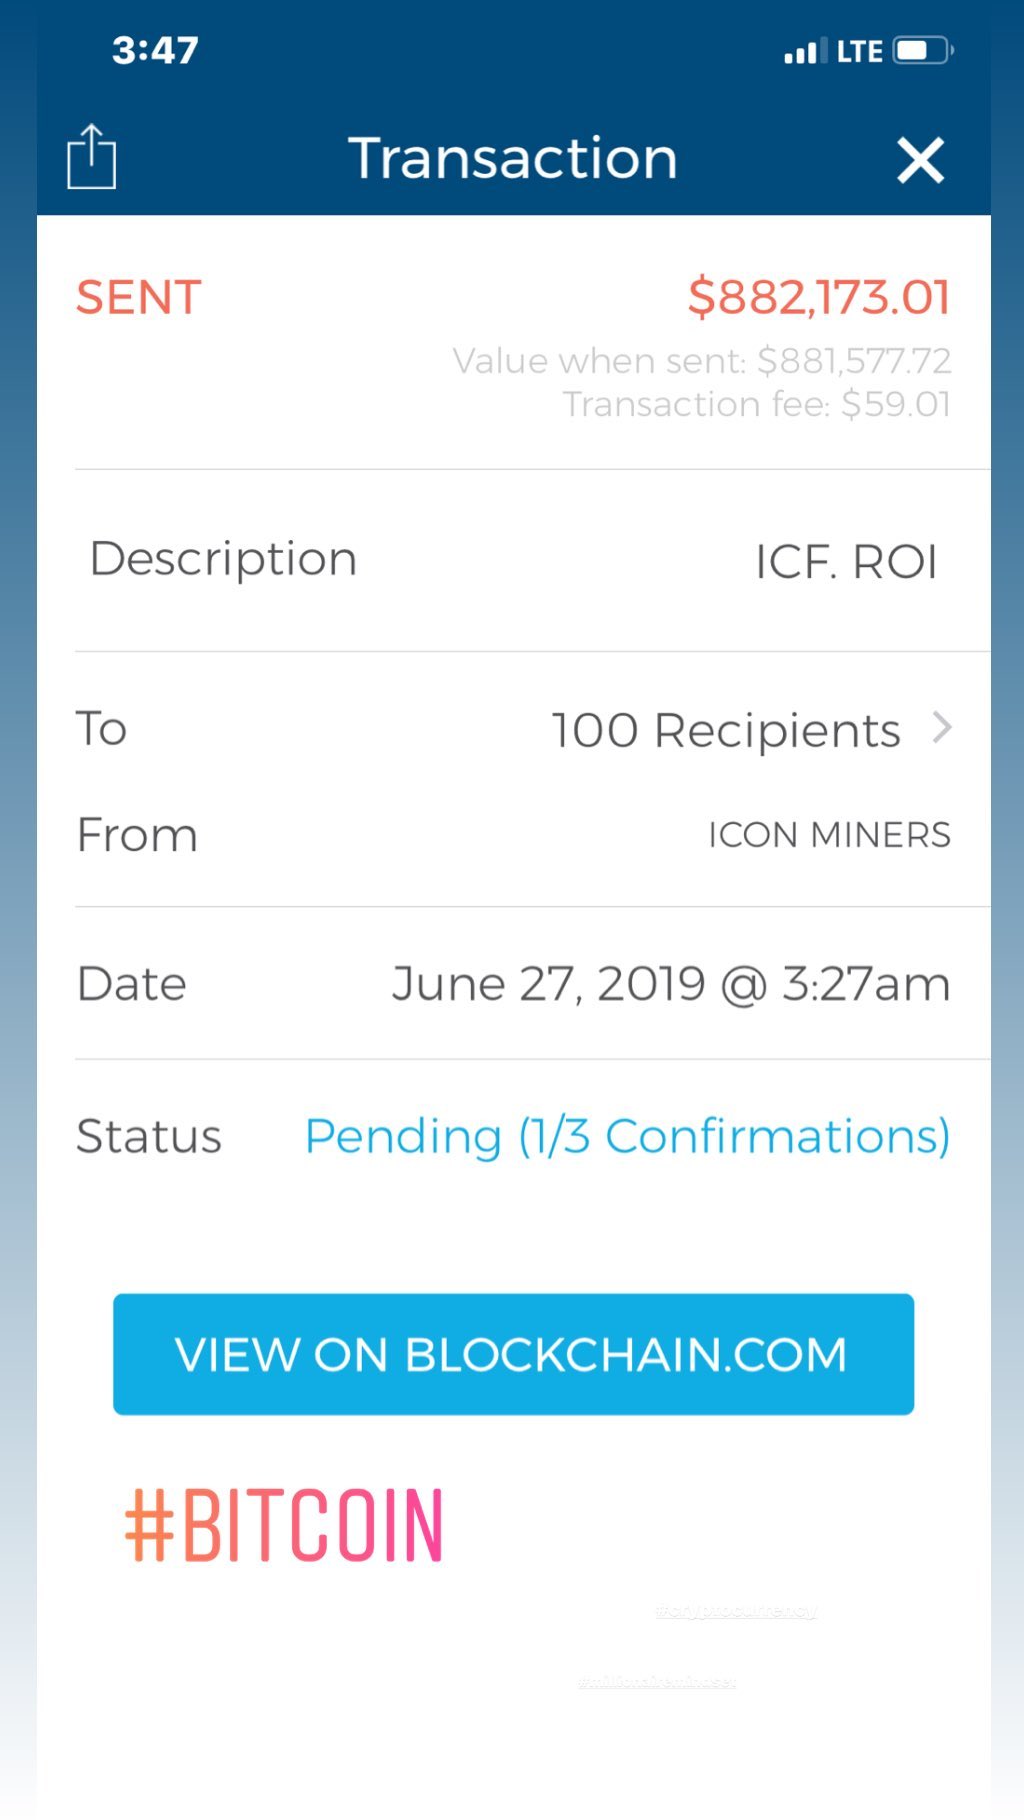 3:47
LTE
Transaction
SENT $882,173.01
Value when sent: $881,577.72
Transaction fee: $59.01
Description ICF. ROI
To 100 Recipients
From ICON MINERS
Date June 27, 2019 @ 3:27am
Status Pending (1/3 Confirmations)
VIEW ON BLOCKCHAIN.COM
#BITCOIN
#cryptocurrency
#millionairemindset